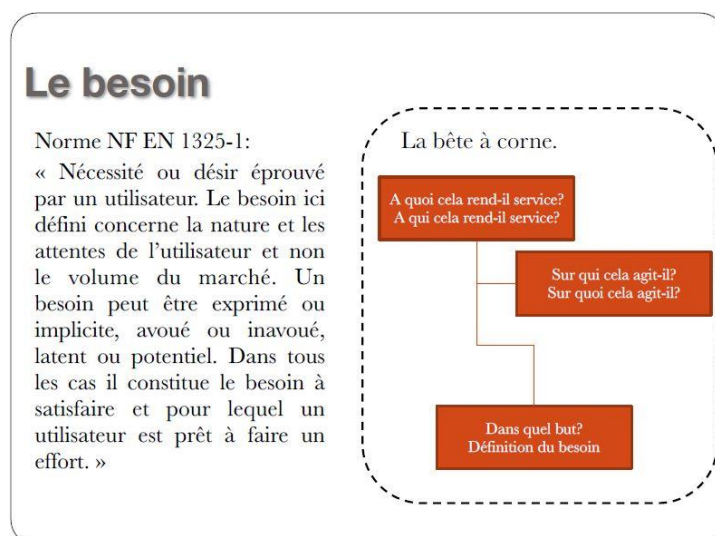 Le besoin
Norme NF EN 1325-1:
« Nécessité ou désir éprouvé
par un utilisateur. Le besoin ici
défini concerne la nature et les
attentes de l'utilisateur et non
le volume du marché. Un
besoin peut être exprimé ou
implicite, avoué ou inavoué,
latent ou potentiel. Dans tous
les cas il constitue le besoin à
satisfaire et pour lequel un
utilisateur est prêt à faire un
effort. »
La bête à corne.
A quoi cela rend-il service?
A qui cela rend-il service?
Sur qui cela agit-il?
Sur quoi cela agit-il?
Dans quel but?
Définition du besoin